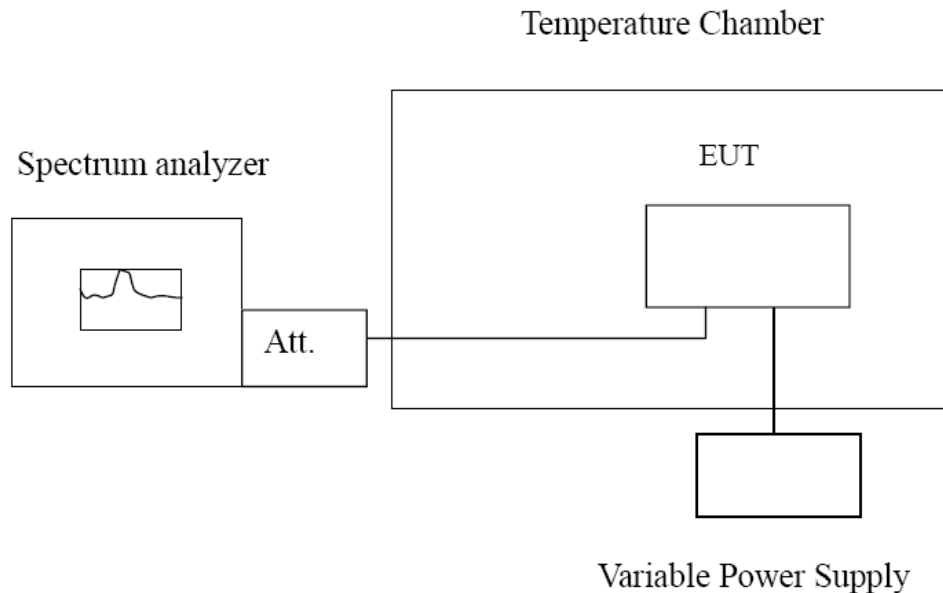 Temperature Chamber
Spectrum analyzer
EUT
Att.
Variable Power Supply